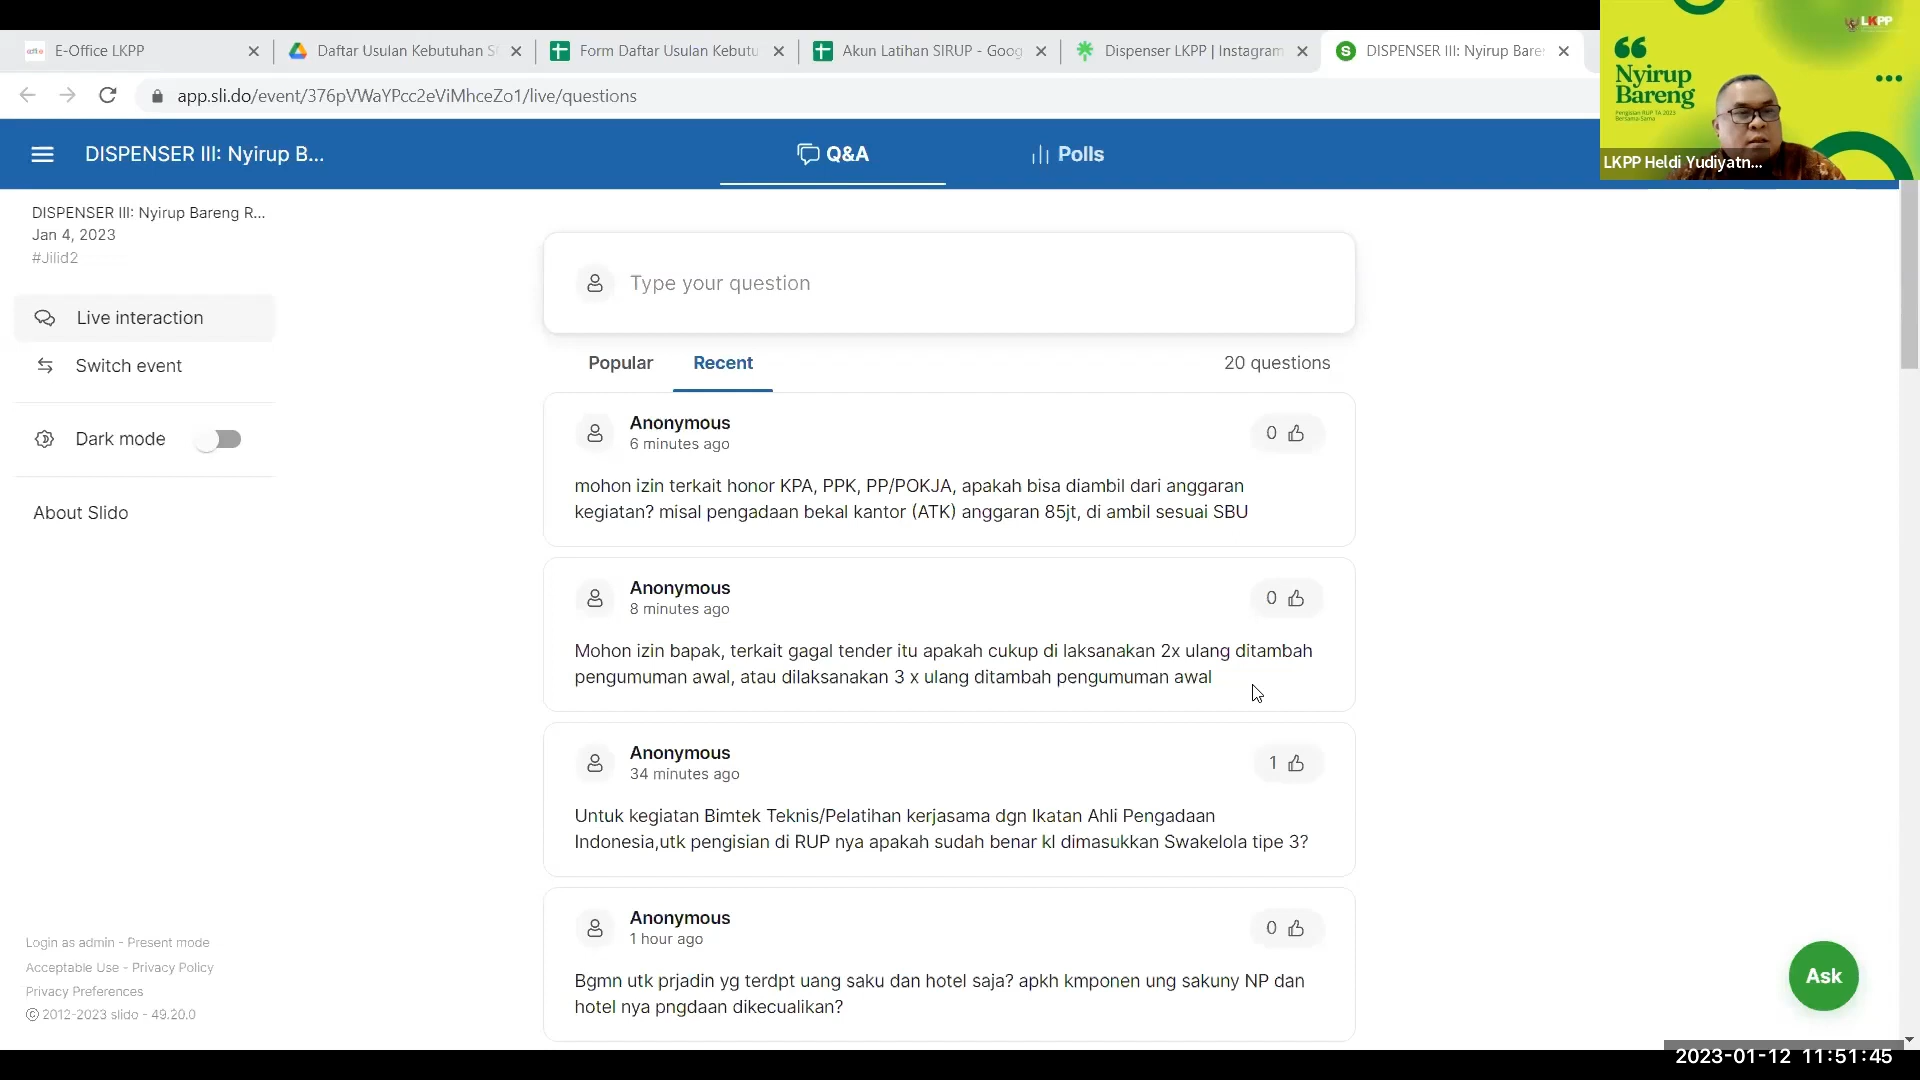 E-Office LKPP
Daftar Usulan Kebutuhan S
Form Daftar Usulan Kebutu
Akun Latihan SIRUP - Goog
Dispenser LKPP | Instagram
DISPENSER III: Nyirup Bare
app.sli.do/event/376pVWaYPcc2eViMhceZo1/live/questions
LKPP
Nyirup
Bareng
Pengisian RUP TA 2023
Bersama-Sama
LKPP Heldi Yudiyatn...
DISPENSER III: Nyirup B...
Q&A
Polls
DISPENSER III: Nyirup Bareng R...
Jan 4, 2023
#Jilid2
Live interaction
Switch event
Dark mode
About Slido
Type your question
Popular
Recent
20 questions
Anonymous
6 minutes ago
0
mohon izin terkait honor KPA, PPK, PP/POKJA, apakah bisa diambil dari anggaran
kegiatan? misal pengadaan bekal kantor (ATK) anggaran 85jt, di ambil sesuai SBU
Anonymous
8 minutes ago
0
Mohon izin bapak, terkait gagal tender itu apakah cukup di laksanakan 2x ulang ditambah
pengumuman awal, atau dilaksanakan 3 x ulang ditambah pengumuman awal
Anonymous
34 minutes ago
1
Untuk kegiatan Bimtek Teknis/Pelatihan kerjasama dgn Ikatan Ahli Pengadaan
Indonesia,utk pengisian di RUP nya apakah sudah benar kl dimasukkan Swakelola tipe 3?
Anonymous
1 hour ago
0
Bgmn utk prjadin yg terdpt uang saku dan hotel saja? apkh kmponen ung sakuny NP dan
hotel nya pngdaan dikecualikan?
Login as admin - Present mode
Acceptable Use - Privacy Policy
Privacy Preferences
© 2012-2023 slido - 49.20.0
Ask
2023-01-12 11:51:45